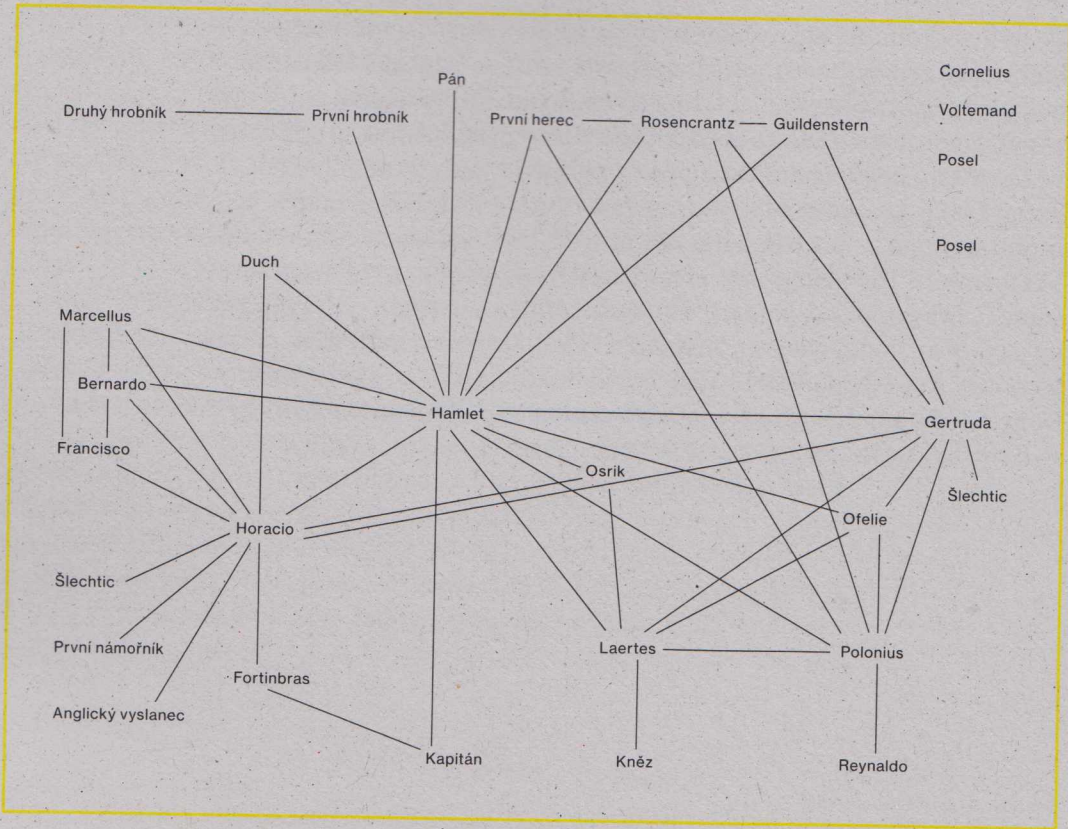 Pán
Cornelius
Druhý hrobník
První hrobník
První herec
Rosencrantz
Guildenstern
Voltemand
Posel
Posel
Duch
Marcellus
Bernardo
Hamlet
Gertruda
Francisco
Osrik
Šlechtic
Horacio
Ofelie
Šlechtic
První námořník
Laertes
Polonius
Fortinbras
Anglický vyslanec
Kapitán
Kněz
Reynaldo